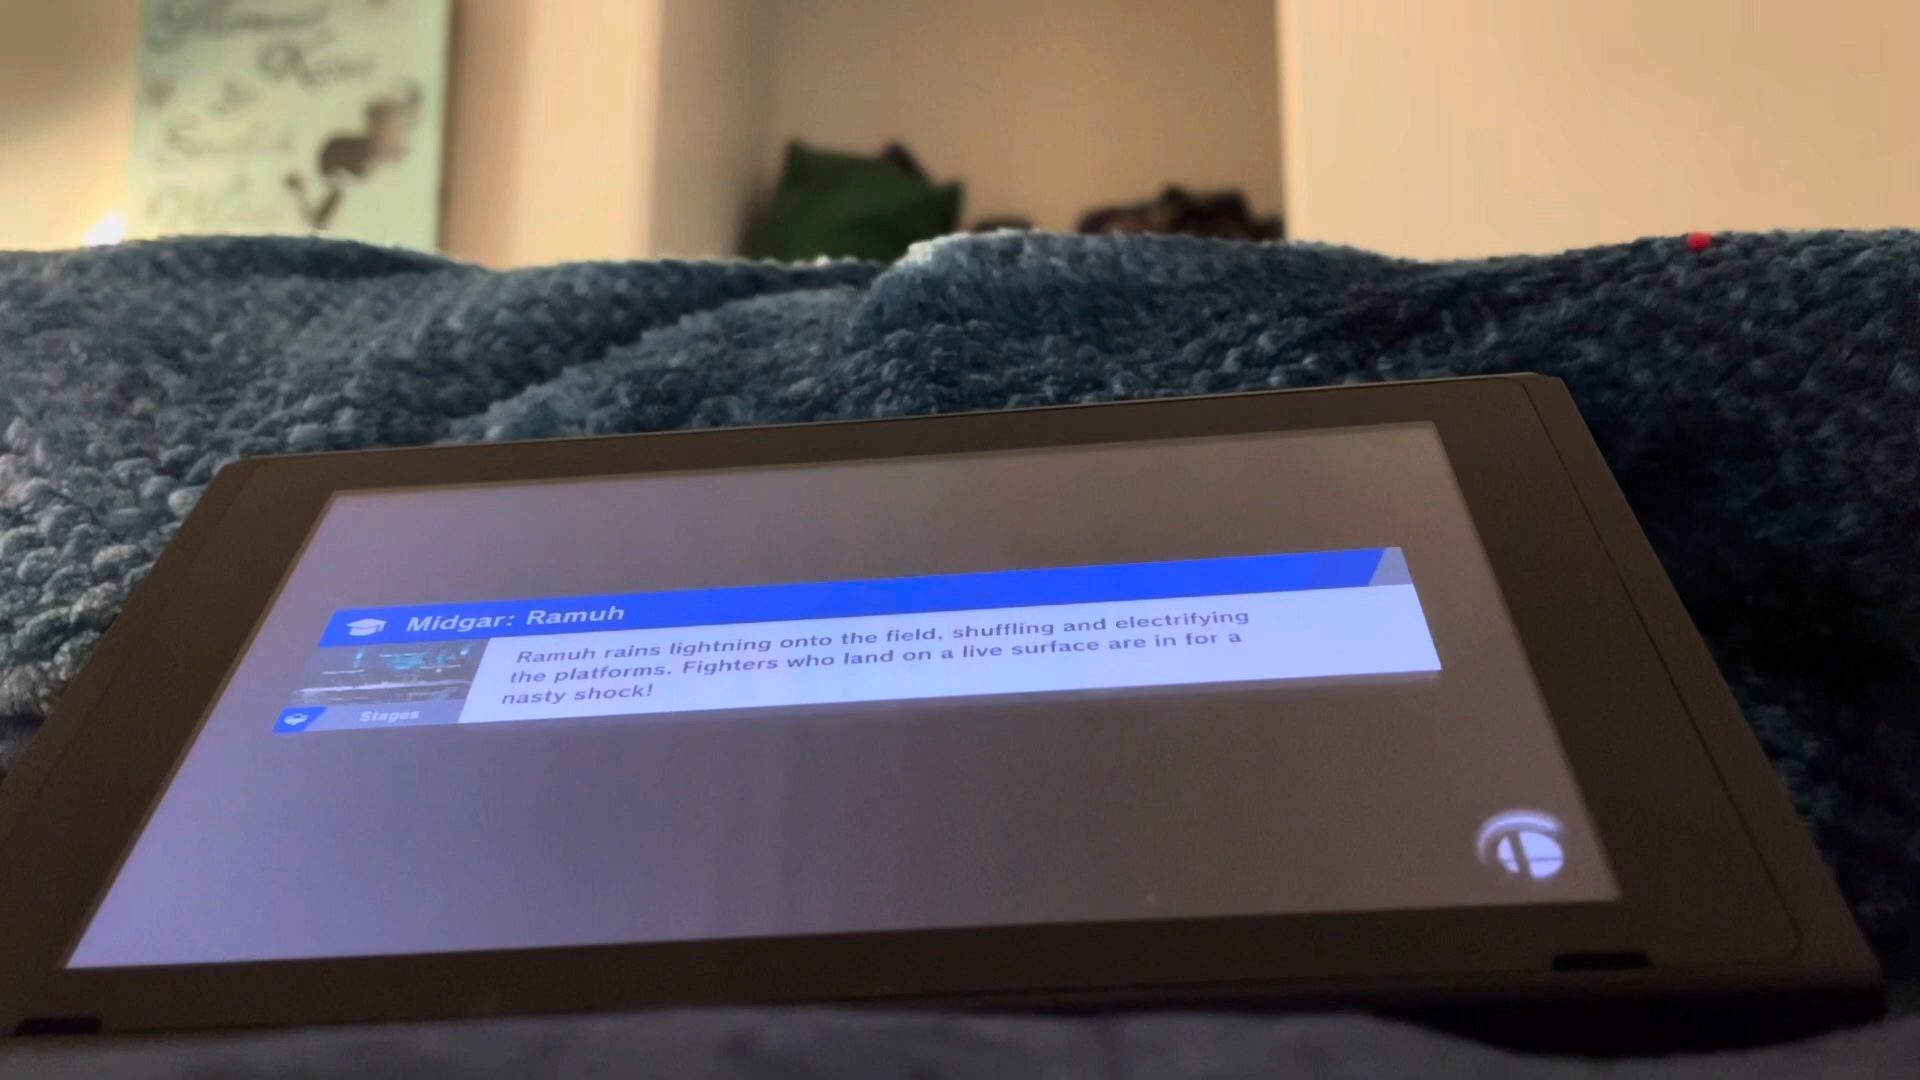 Midgar: Ramuh
Ramuh rains lightning onto the field, shuffling and electrifying
the platforms. Fighters who land on a live surface are in for a
nasty shock!
Stages